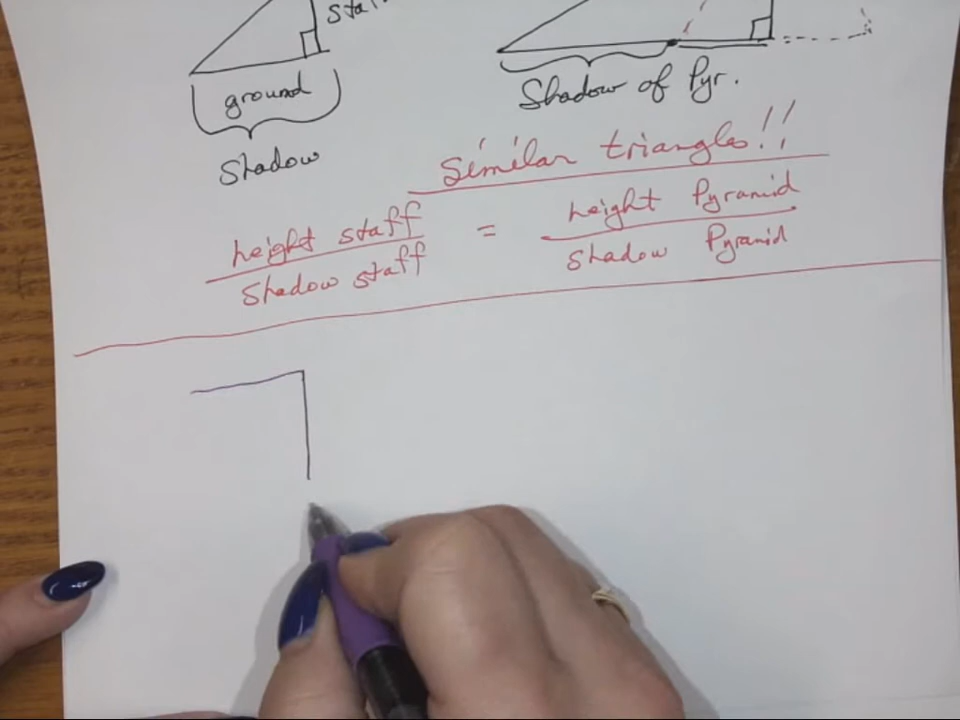 ground
Shadow
Shadow of Pyr.
Similar triangles!!
height staff = height Pyramid
Shadow staff shadow Pyramid